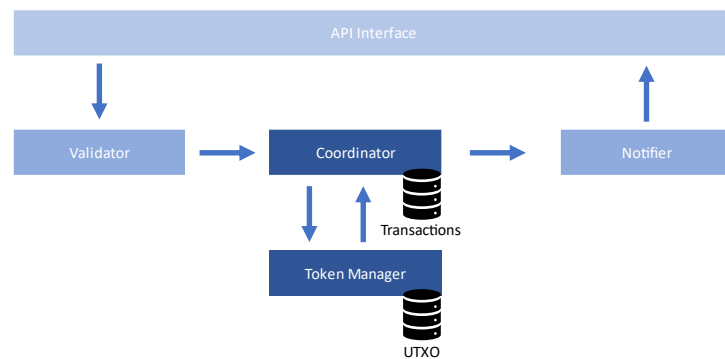 API Interface
Validator
Coordinator
Notifier
Transactions
Token Manager
UTXO